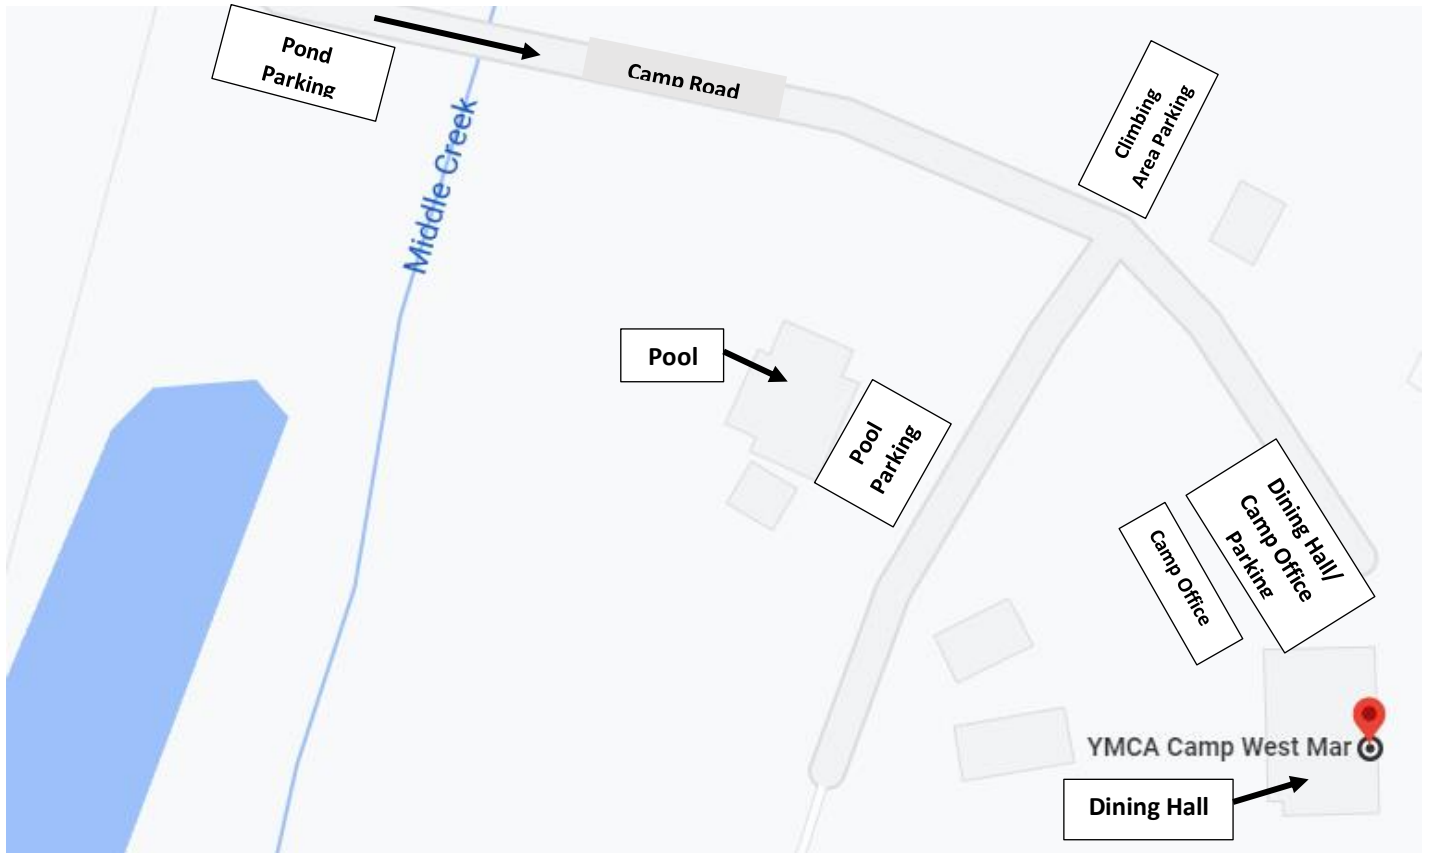 Pond
Parking
Camp Road
Climbing
Area Parking
Middle Creek
Pool
Pool
Parking
Dining Hall/
Camp Office
Parking
Camp Office
YMCA Camp West Mar
Dining Hall